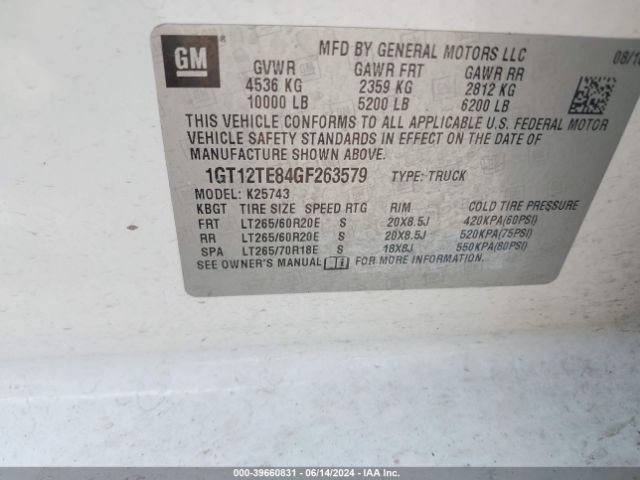 GM
MFD BY GENERAL MOTORS LLC
GVWR GAWR FRT GAWR RR
4536 KG 2359 KG 2812 KG
10000 LB 5200 LB 6200 LB
THIS VEHICLE CONFORMS TO ALL APPLICABLE U.S. FEDERAL MOTOR
VEHICLE SAFETY STANDARDS IN EFFECT ON THE DATE OF
MANUFACTURE SHOWN ABOVE.
1GT12TE84GF263579 TYPE: TRUCK
MODEL: K25743
KBGT TIRE SIZE SPEED RTG RIM COLD TIRE PRESSURE
FRT LT265/60R20E S 20X8.5J 420KPA(60PSI)
RR LT265/60R20E S 20X8.5J 520KPA(75PSI)
SPA LT265/70R18E S 18X8J 550KPA(80PSI)
SEE OWNER'S MANUAL FOR MORE INFORMATION.
000-39660831 - 06/14/2024 - IAA Inc.